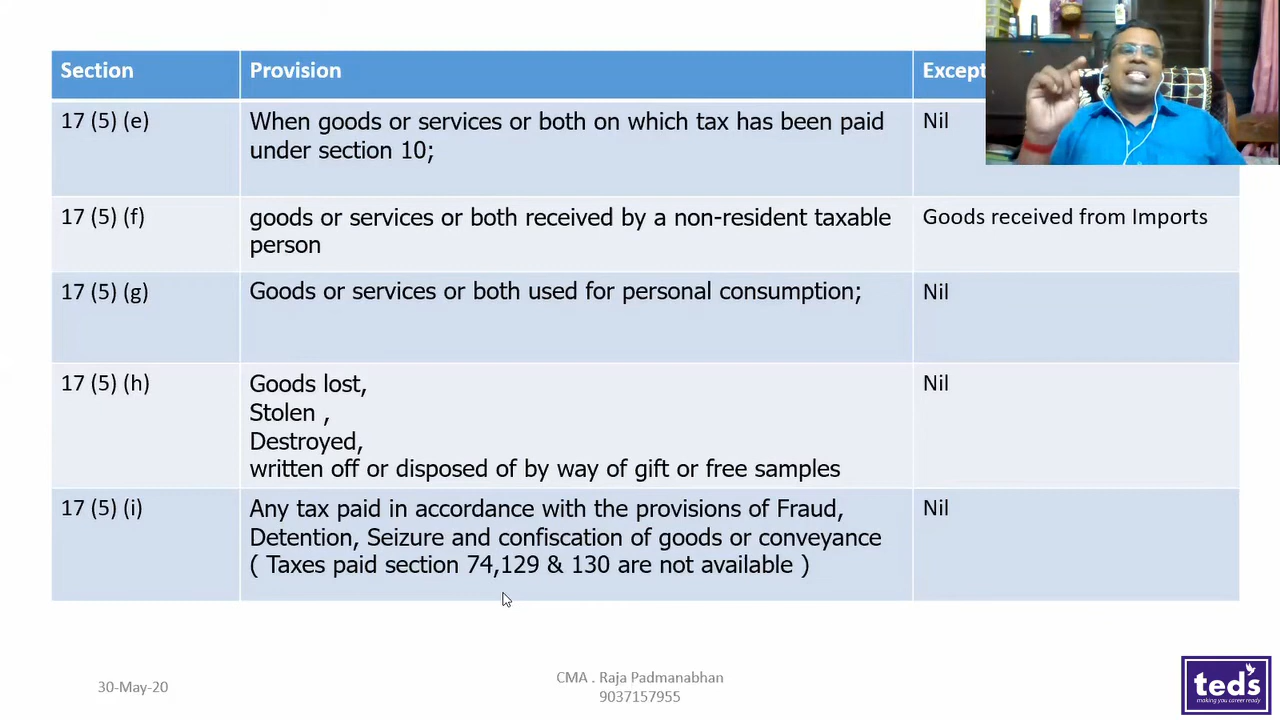 Section Provision Except
17 (5) (e) When goods or services or both on which tax has been paid Nil
under section 10;
17 (5) (f) goods or services or both received by a non-resident taxable Goods received from Imports
person
17 (5) (g) Goods or services or both used for personal consumption; Nil
17 (5) (h) Goods lost, Nil
Stolen ,
Destroyed,
written off or disposed of by way of gift or free samples
17 (5) (i) Any tax paid in accordance with the provisions of Fraud, Nil
Detention, Seizure and confiscation of goods or conveyance
( Taxes paid section 74,129 & 130 are not available )
30-May-20
CMA . Raja Padmanabhan
9037157955
ted's
making you career ready